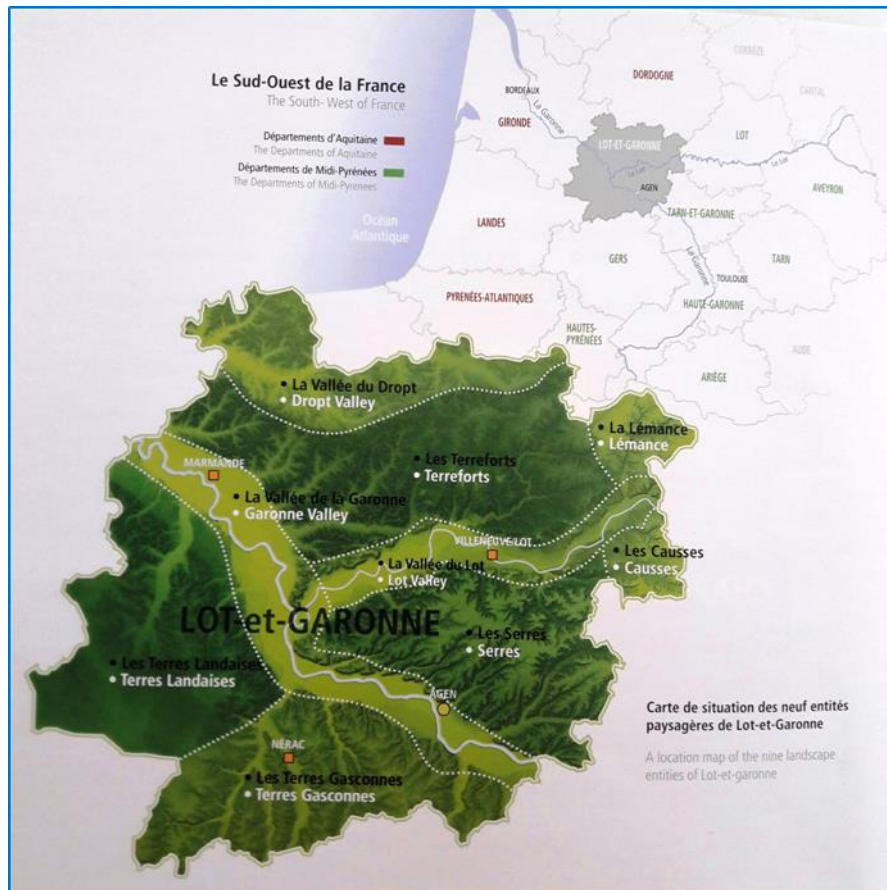 Le Sud-Ouest de la France
The South- West of France
Départements d'Aquitaine
The Departments of Aquitaine
Départements de Midi-Pyrénées
The Departments of Midi-Pyrenees
CORRÈZE
DORDOGNE
CANTAL
BORDEAUX
La Garonne
GIRONDE
LOT-ET-GARONNE
LOT
Le Lot
Le Lot
AGEN
AVEYRON
Océan
Atlantique
LANDES
TARN-ET-GARONNE
GERS
La Garonne
TOULOUSE
TARN
PYRÉNÉES-ATLANTIQUES
HAUTE-GARONNE
HAUTES-
PYRÉNÉES
AUDE
ARIÈGE
• La Vallée du Dropt
• Dropt Valley
• La Lémance
• Lémance
• Les Terreforts
• Terreforts
MARMANDE
• La Vallée de la Garonne
• Garonne Valley
VILLENEUVE/LOT
• Les Causses
• Causses
• La Vallée du Lot
• Lot Valley
LOT-et-GARONNE
• Les Serres
• Serres
• Les Terres Landaises
• Terres Landaises
AGEN
NÉRAC
• Les Terres Gasconnes
• Terres Gasconnes
Carte de situation des neuf entités
paysagères de Lot-et-Garonne
A location map of the nine landscape
entities of Lot-et-garonne